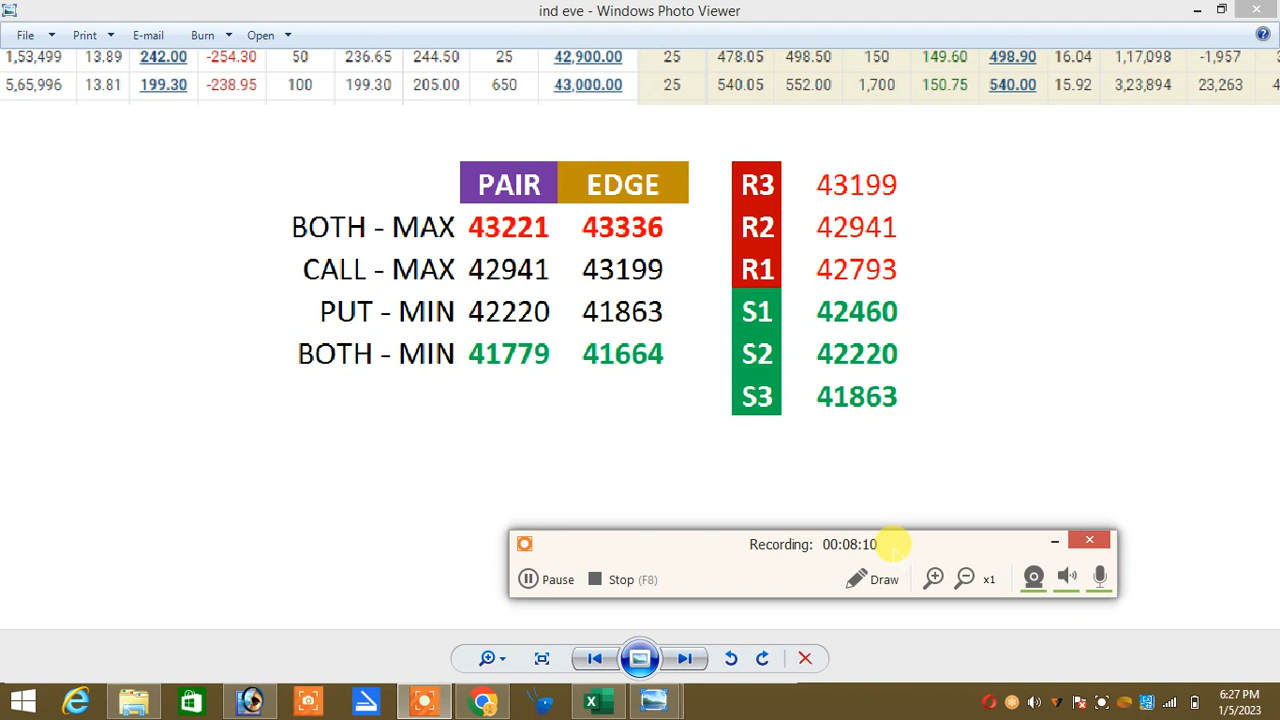 ind eve - Windows Photo Viewer
File Print E-mail Burn Open
1,53,499 13.89 242.00 -254.30 50 236.65 244.50 25 42,900.00 25 478.05 498.50 150 149.60 498.90 16.04 1,17,098 -1,957
5,65,996 13.81 199.30 -238.95 100 199.30 205.00 650 43,000.00 25 540.05 552.00 1,700 150.75 540.00 15.92 3,23,894 23,263
PAIR EDGE
BOTH - MAX 43221 43336
CALL - MAX 42941 43199
PUT - MIN 42220 41863
BOTH - MIN 41779 41664
R3 43199
R2 42941
R1 42793
S1 42460
S2 42220
S3 41863
Recording: 00:08:10
Pause Stop (F8) Draw x1
6:27 PM
1/5/2023